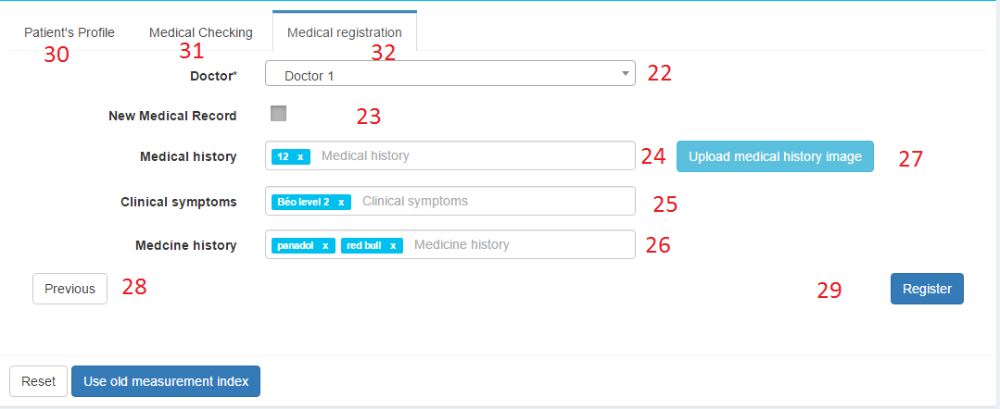 Patient's Profile Medical Checking Medical registration
30 31 32
Doctor* Doctor 1 22
New Medical Record 23
Medical history 12 x Medical history 24 Upload medical history image 27
Clinical symptoms Béo level 2 x Clinical symptoms 25
Medcine history panadol x red bull x Medicine history 26
Previous 28 29 Register
Reset Use old measurement index